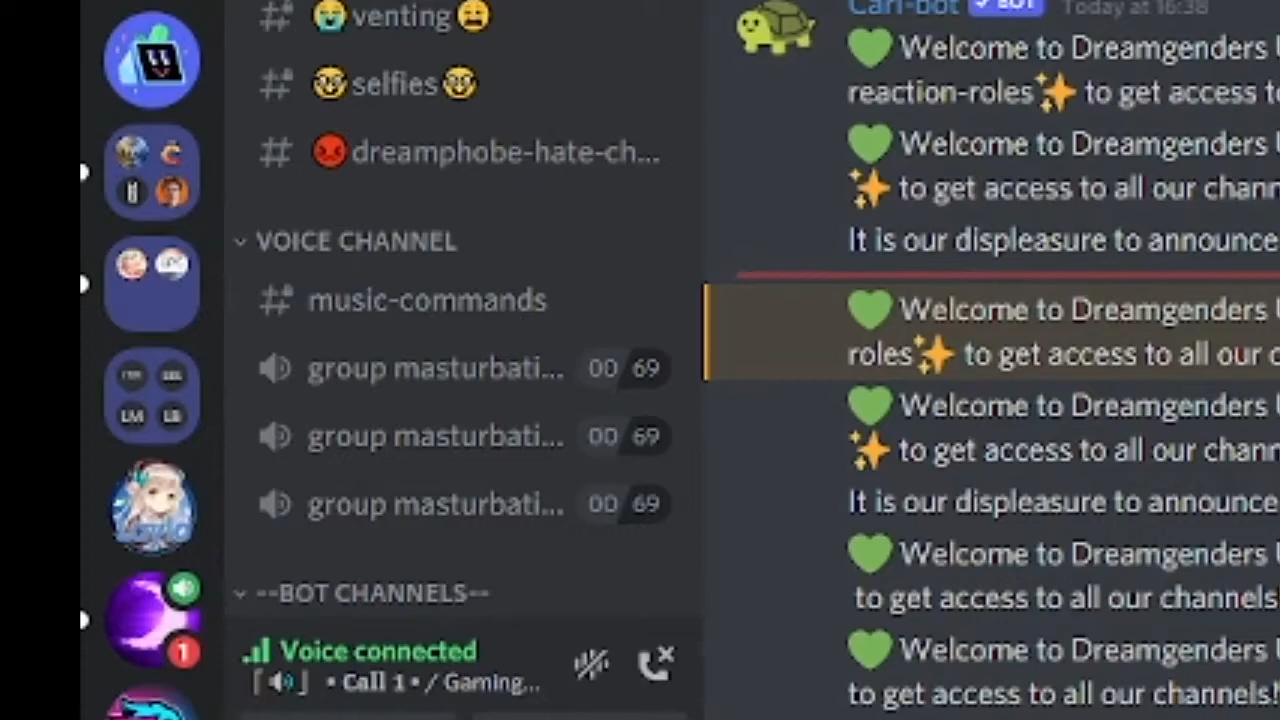 venting
selfies
dreamphobe-hate-ch...
VOICE CHANNEL
music-commands
group masturbati... 00 69
group masturbati... 00 69
group masturbati... 00 69
--BOT CHANNELS--
Voice connected
• Call 1 • / Gaming...
1
Carl-bot ✓ BOT Today at 16:38
Welcome to Dreamgenders
reaction-roles✨ to get access to
Welcome to Dreamgenders
✨ to get access to all our chann
It is our displeasure to announce
Welcome to Dreamgenders
roles✨ to get access to all our c
Welcome to Dreamgenders
✨ to get access to all our chann
It is our displeasure to announce
Welcome to Dreamgenders
to get access to all our channels!
Welcome to Dreamgenders
to get access to all our channels!